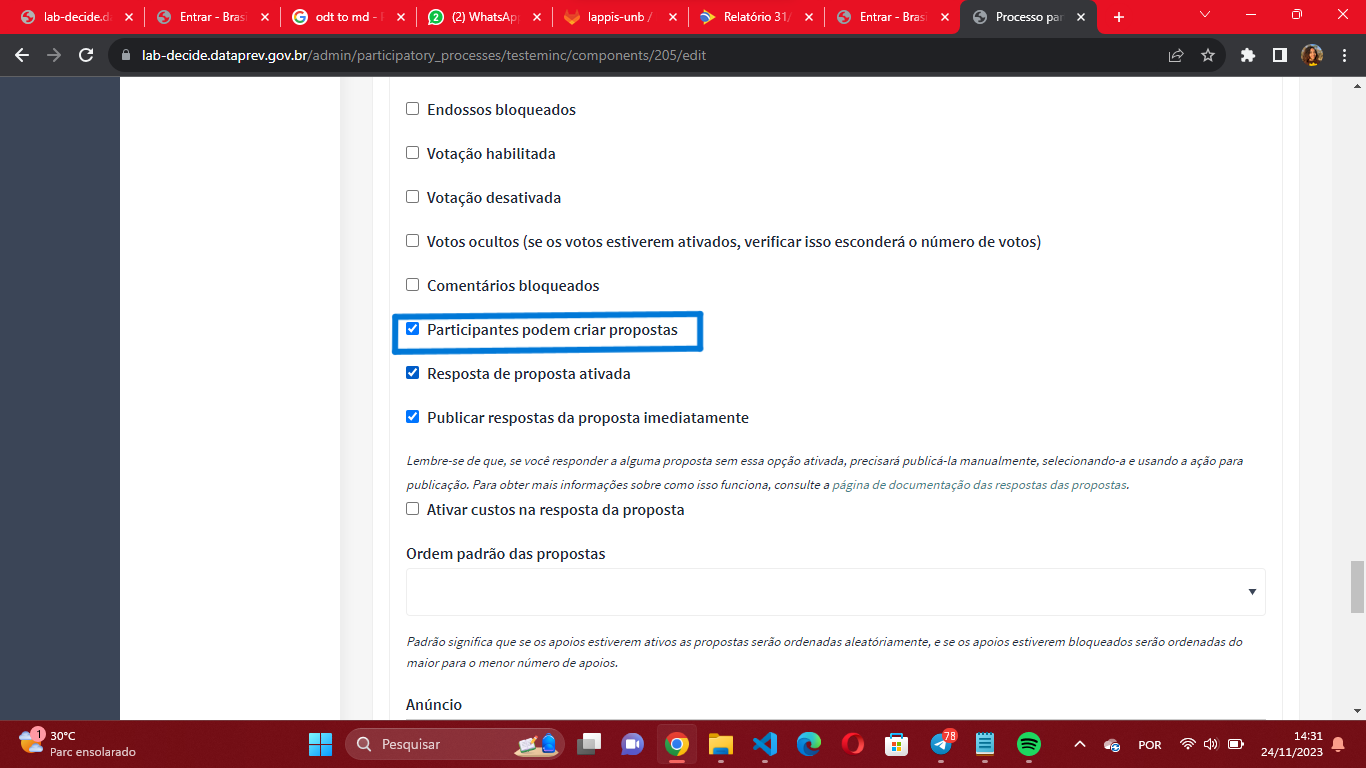 lab-decide.d
Entrar - Brasi
odt to md -
(2) WhatsAp
lappis-unb /
Relatório 31/
Entrar - Brasi
Processo par
lab-decide.dataprev.gov.br/admin/participatory_processes/testeminc/components/205/edit
Endossos bloqueados
Votação habilitada
Votação desativada
Votos ocultos (se os votos estiverem ativados, verificar isso esconderá o número de votos)
Comentários bloqueados
Participantes podem criar propostas
Resposta de proposta ativada
Publicar respostas da proposta imediatamente
Lembre-se de que, se você responder a alguma proposta sem essa opção ativada, precisará publicá-la manualmente, selecionando-a e usando a ação para
publicação. Para obter mais informações sobre como isso funciona, consulte a página de documentação das respostas das propostas.
Ativar custos na resposta da proposta
Ordem padrão das propostas
Padrão significa que se os apoios estiverem ativos as propostas serão ordenadas aleatóriamente, e se os apoios estiverem bloqueados serão ordenadas do
maior para o menor número de apoios.
Anúncio
1
30°C
Parc ensolarado
Pesquisar
78
POR
14:31
24/11/2023